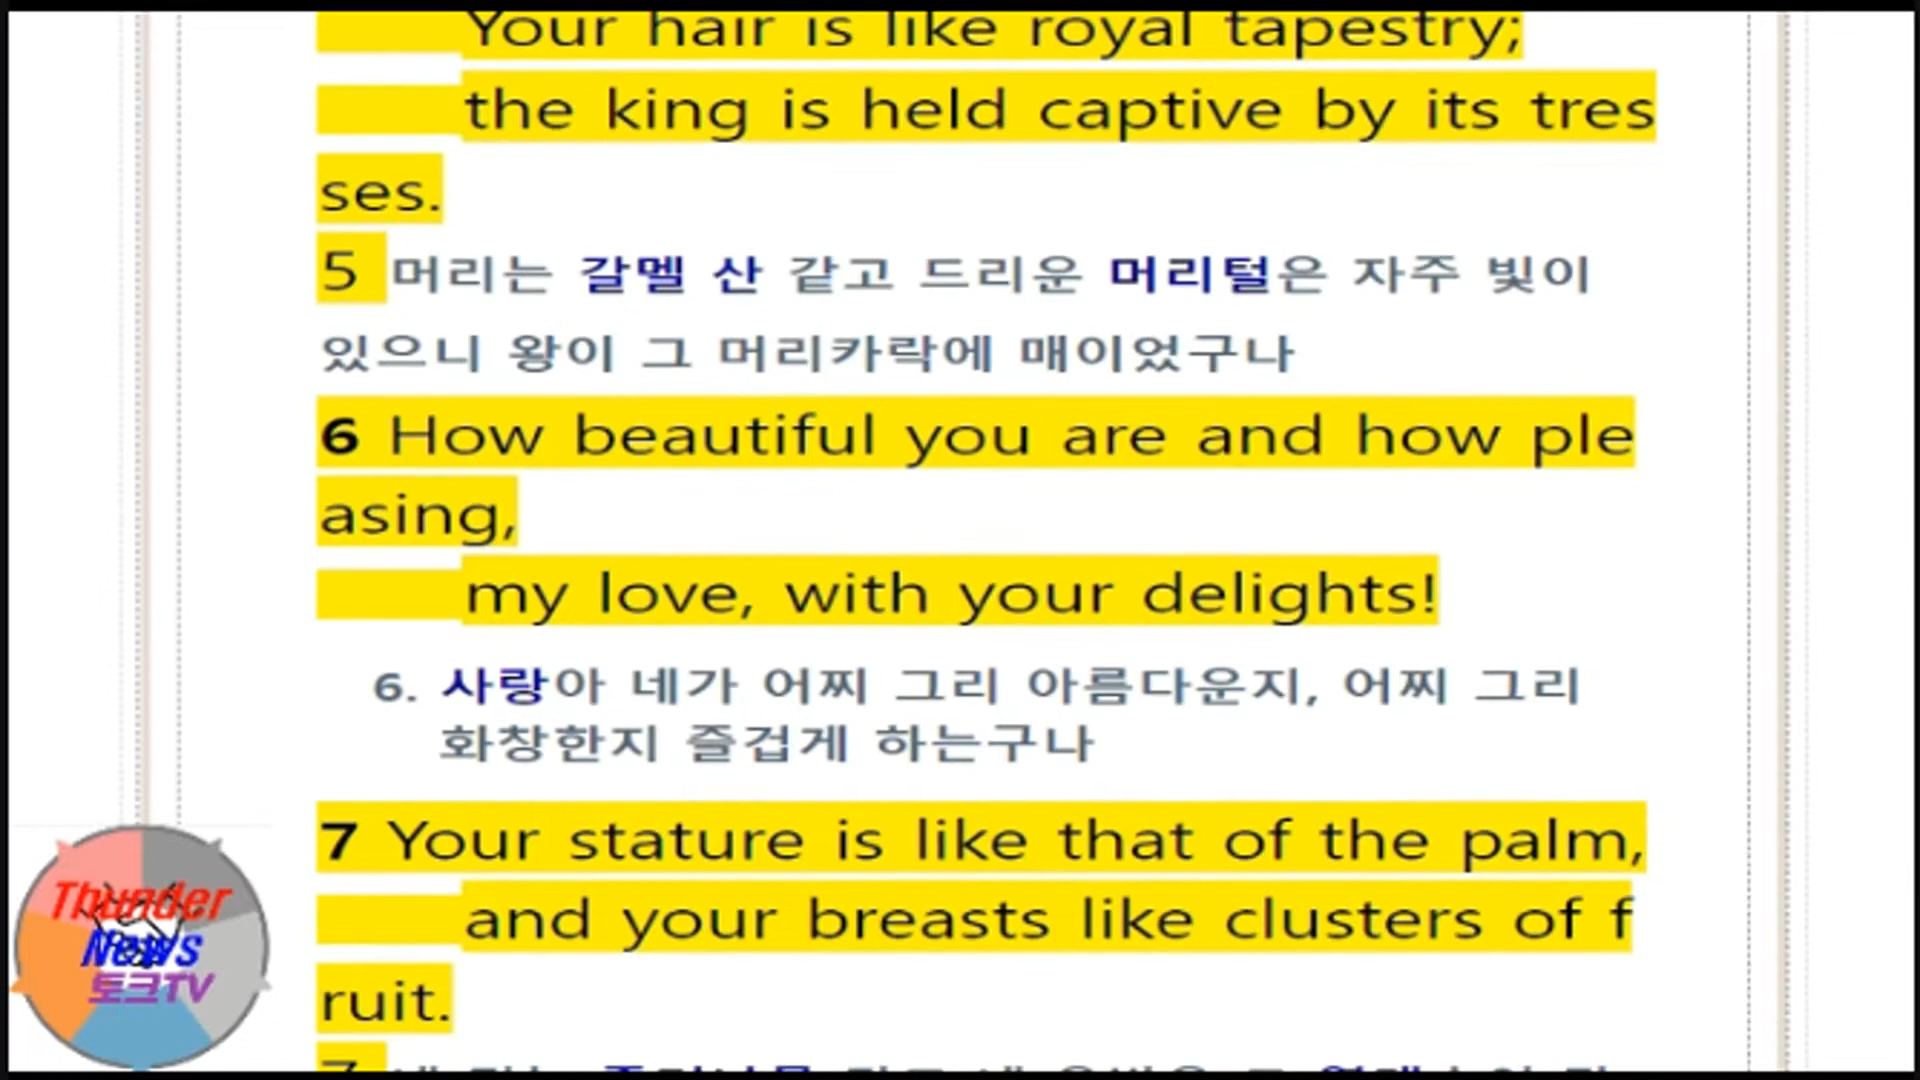 Your hair is like royal tapestry;
the king is held captive by its tres
ses.
5 머리는 갈멜 산 같고 드리운 머리털은 자주 빛이
있으니 왕이 그 머리카락에 매이었구나
6 How beautiful you are and how ple
asing,
my love, with your delights!
6. 사랑아 네가 어찌 그리 아름다운지, 어찌 그리
화창한지 즐겁게 하는구나
7 Your stature is like that of the palm,
and your breasts like clusters of f
ruit.
7
Thunder
News
토크TV